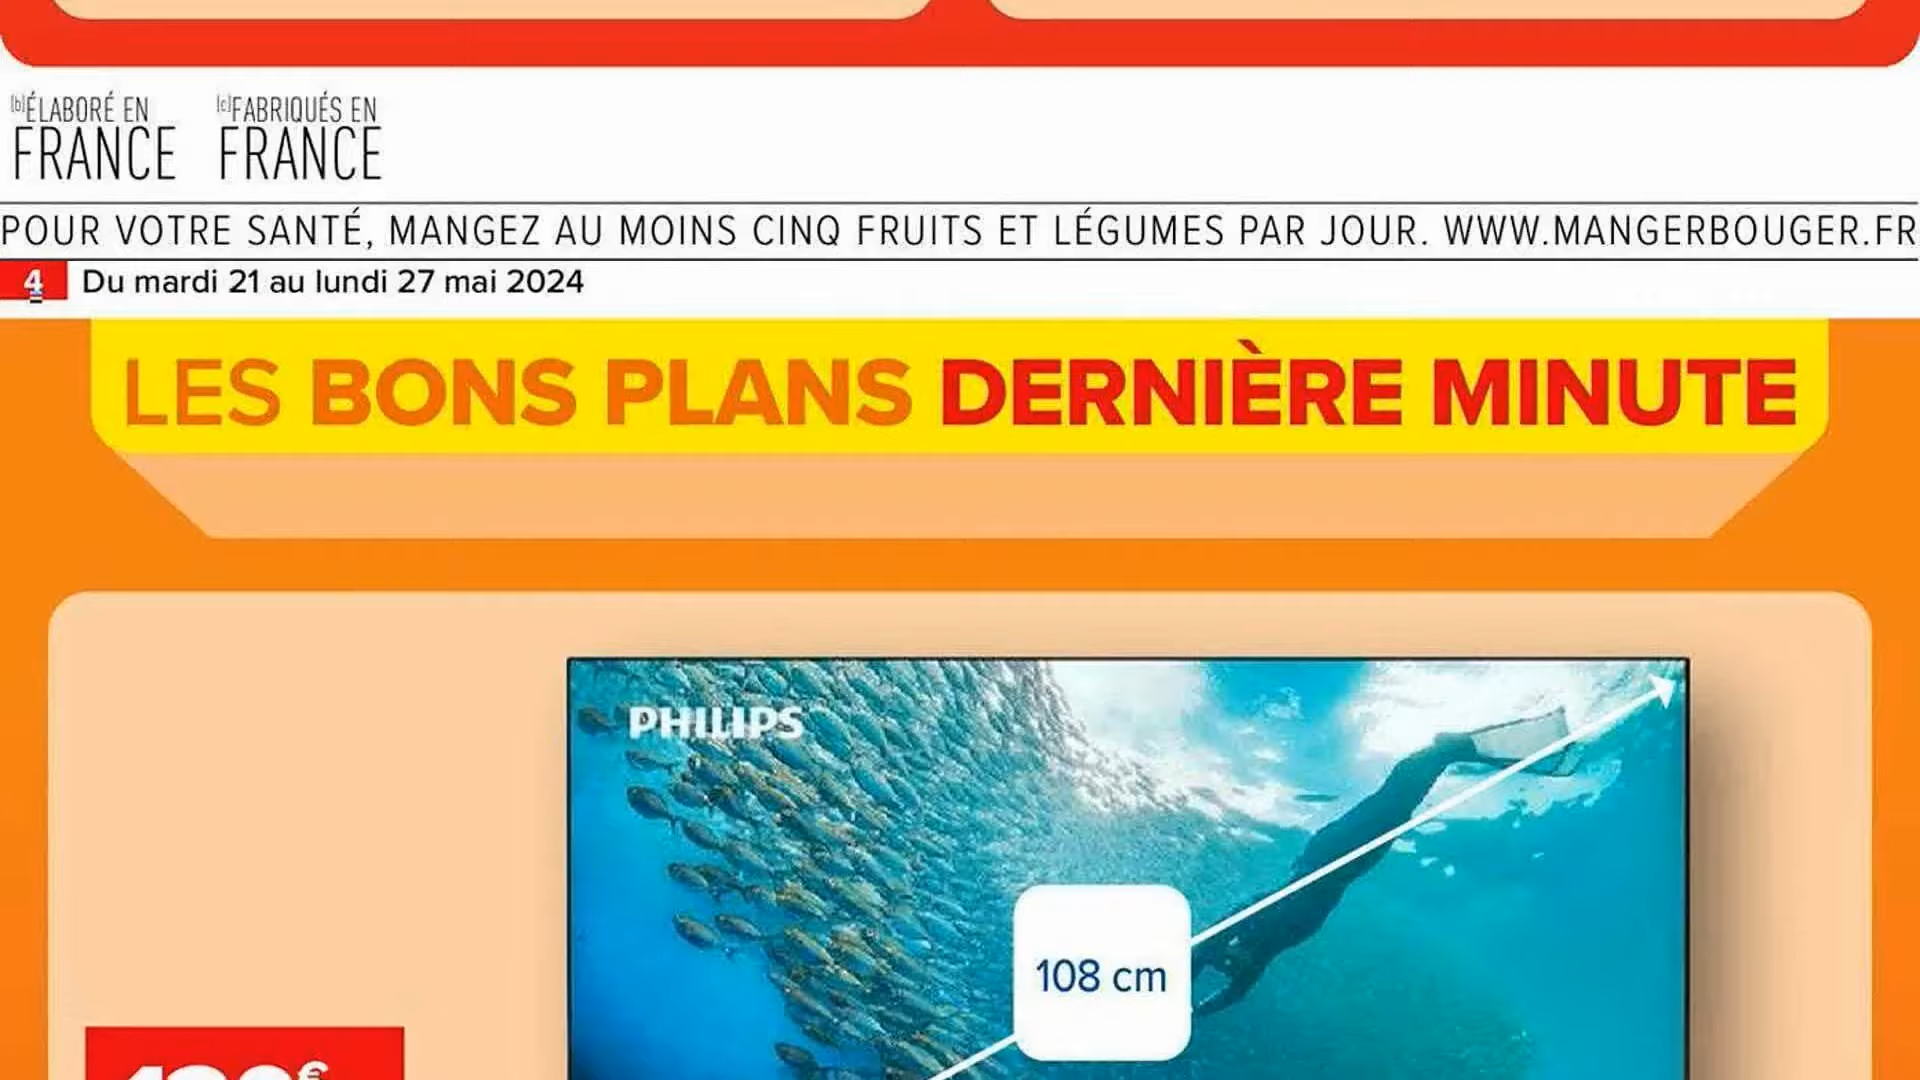 (b)ÉLABORÉ EN
FRANCE
(c)FABRIQUÉS EN
FRANCE
POUR VOTRE SANTÉ, MANGEZ AU MOINS CINQ FRUITS ET LÉGUMES PAR JOUR. WWW.MANGERBOUGER.FR
4 Du mardi 21 au lundi 27 mai 2024
LES BONS PLANS DERNIÈRE MINUTE
PHILIPS
108 cm
€